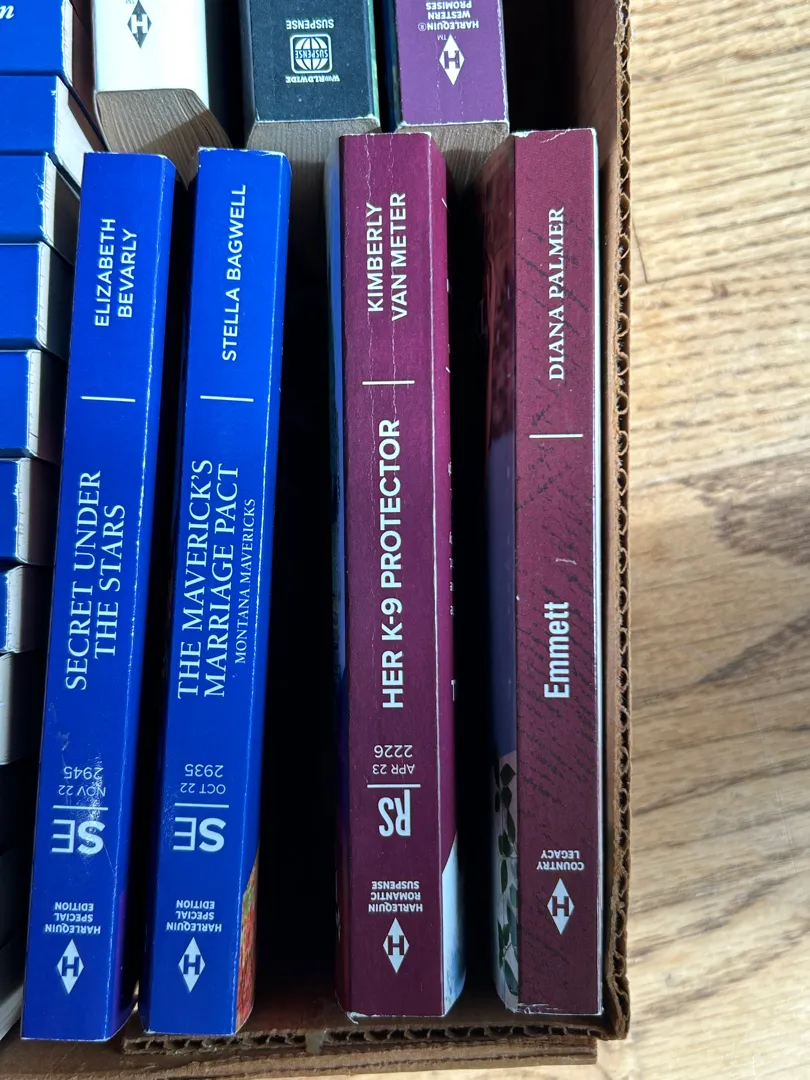 n
TM
HARLEQUIN®
WESTERN
PROMISES
TM
H
WORLDWIDE
SUSPENSE
SUSPENSE
H
ELIZABETH
BEVARLY
SECRET UNDER
THE STARS
NOV 22
2945
SE
HARLEQUIN
SPECIAL
EDITION
H
STELLA BAGWELL
THE MAVERICK'S
MARRIAGE PACT
MONTANA MAVERICKS
OCT 22
2935
SE
HARLEQUIN
SPECIAL
EDITION
H
KIMBERLY
VAN METER
HER K-9 PROTECTOR
APR 23
2226
RS
HARLEQUIN
ROMANTIC
SUSPENSE
H
DIANA PALMER
Emmett
COUNTRY
LEGACY
H